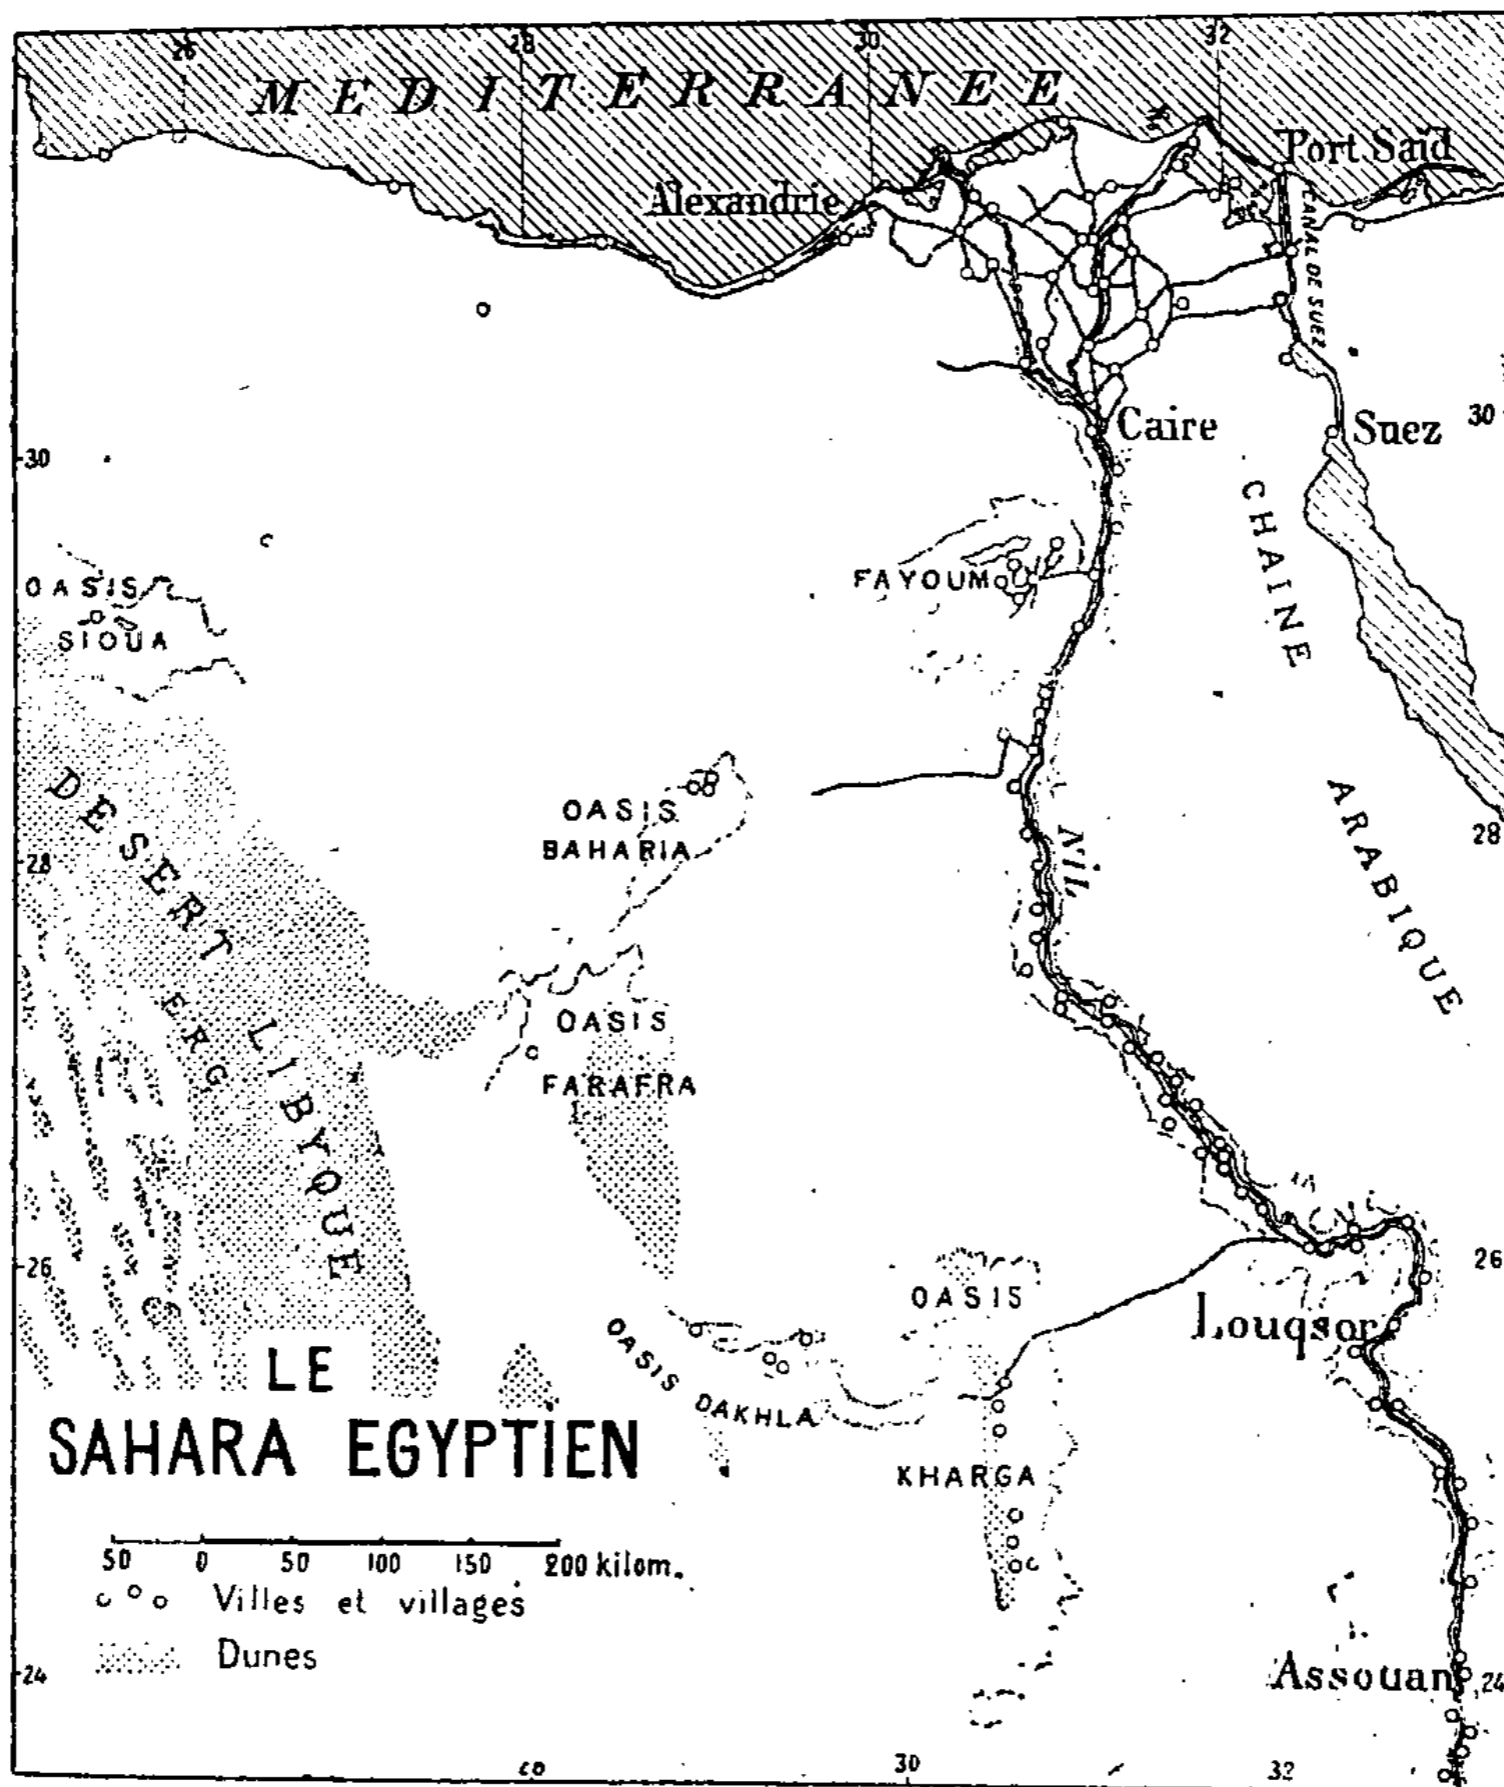 26 28 30 32
MEDITERRANEE
Port Saïd
Alexandrie
CANAL DE SUEZ
Caire
Suez
30
30
CHAINE ARABIQUE
FAYOUM
OASIS
SIOUA
DESERT LIBYQUE
ERG
OASIS
BAHARIA
Nil
28
28
OASIS
FARAFRA
26
26
OASIS
KHARGA
OASIS DAKHLA
Louqsor
LE
SAHARA EGYPTIEN
50 0 50 100 150 200 kilom.
Villes et villages
Dunes
Assouan
24
24
30 32